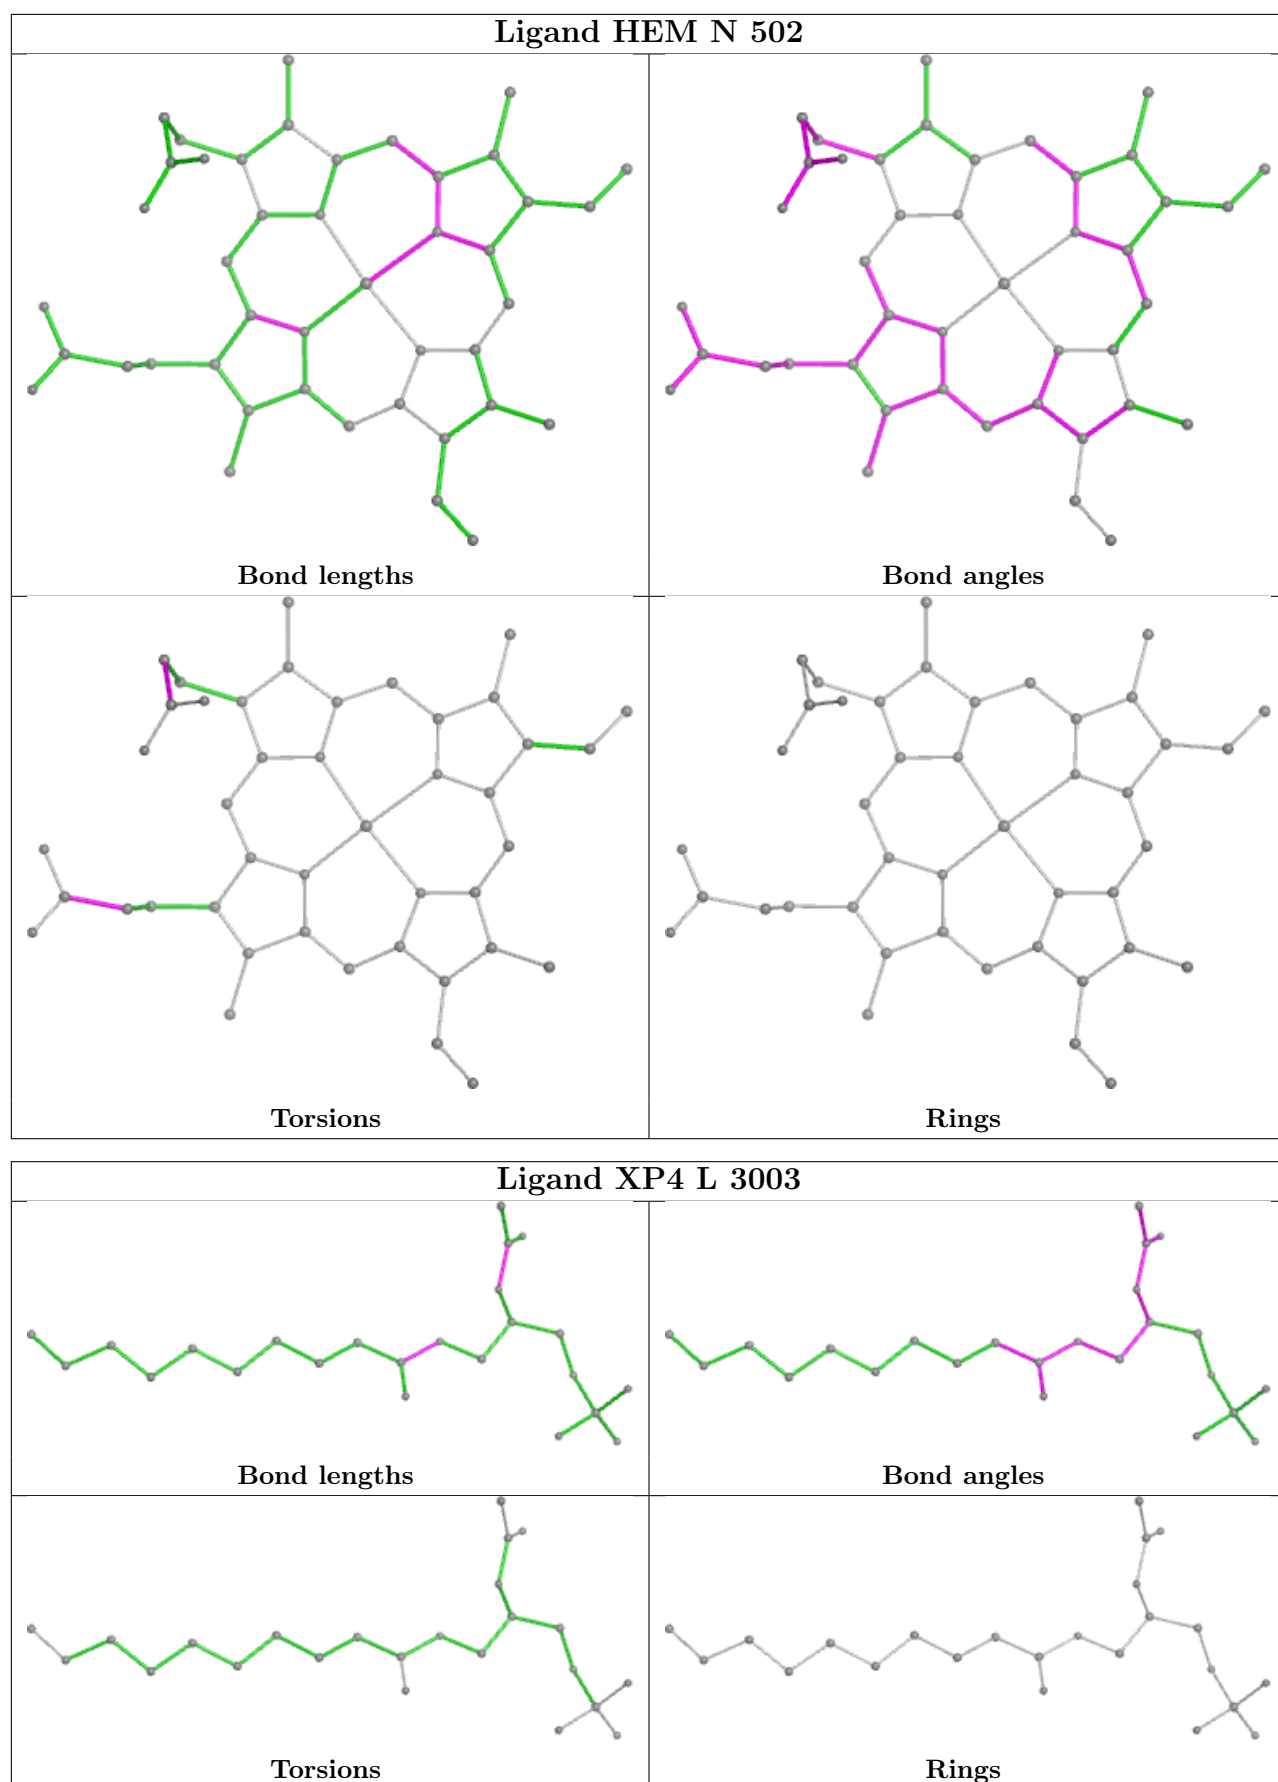 Ligand HEM N 502
Bond lengths
Bond angles
Torsions
Rings
Ligand XP4 L 3003
Bond lengths
Bond angles
Torsions
Rings